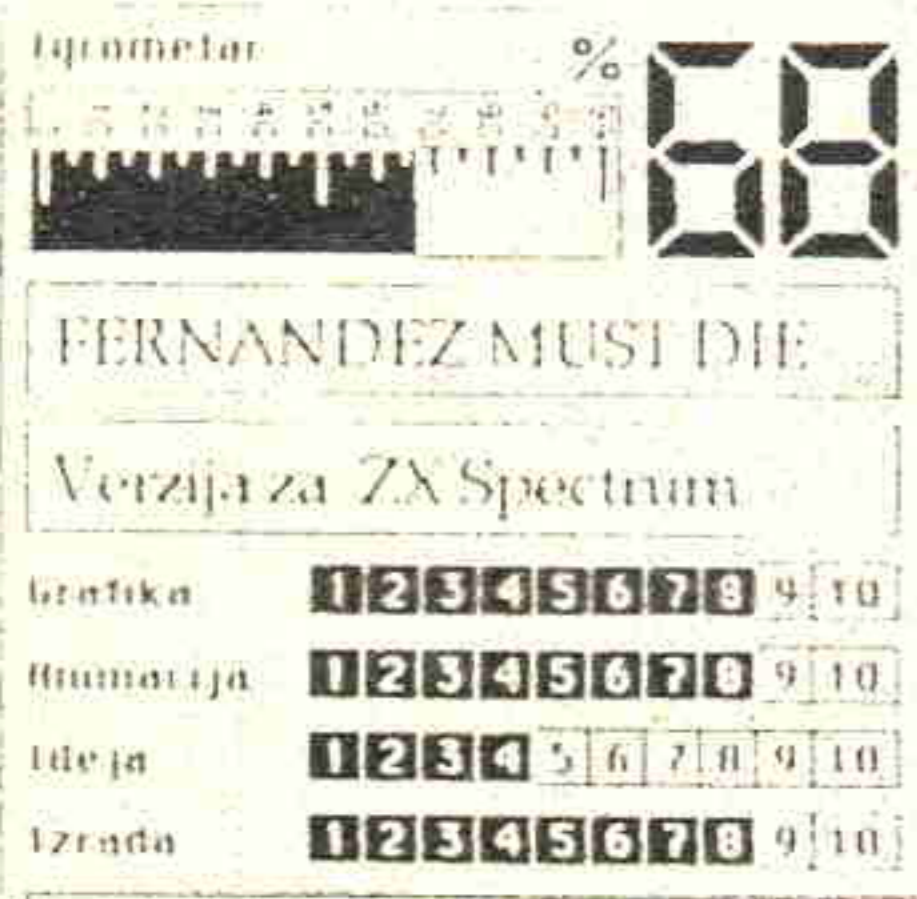 Igrometar % 68
FERNANDEZ MUST DIE
Verzija za ZX Spectrum
Grafika 1 2 3 4 5 6 7 8 9 10
Animacija 1 2 3 4 5 6 7 8 9 10
Ideja 1 2 3 4 5 6 7 8 9 10
Izrada 1 2 3 4 5 6 7 8 9 10